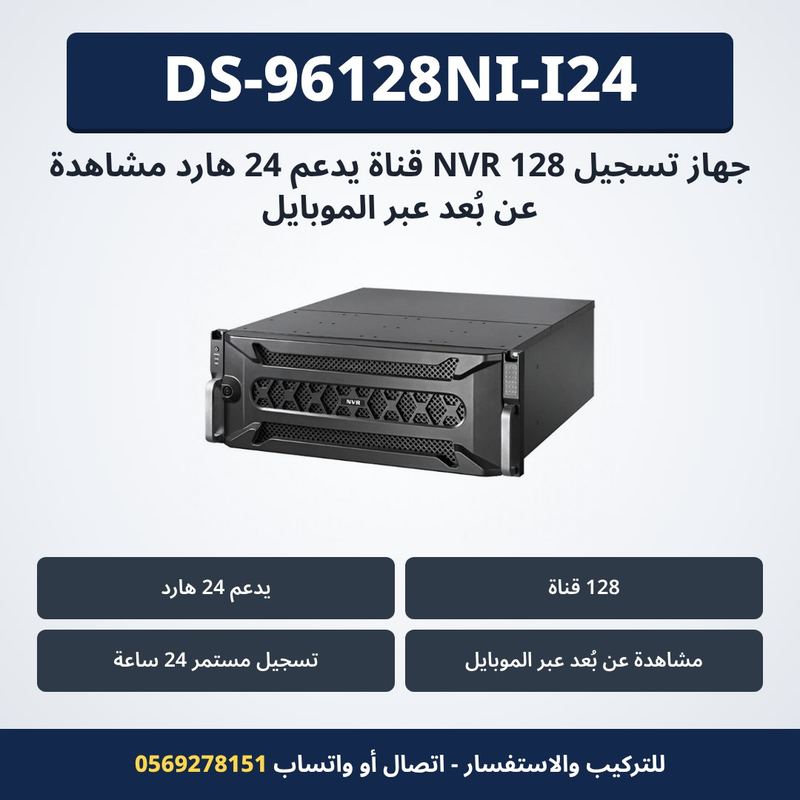 DS-96128NI-I24
جهاز تسجيل NVR 128 قناة يدعم 24 هارد مشاهدة
عن بُعد عبر الموبايل
NVR
128 قناة
يدعم 24 هارد
مشاهدة عن بُعد عبر الموبايل
تسجيل مستمر 24 ساعة
للتركيب والاستفسار - اتصال أو واتساب 0569278151